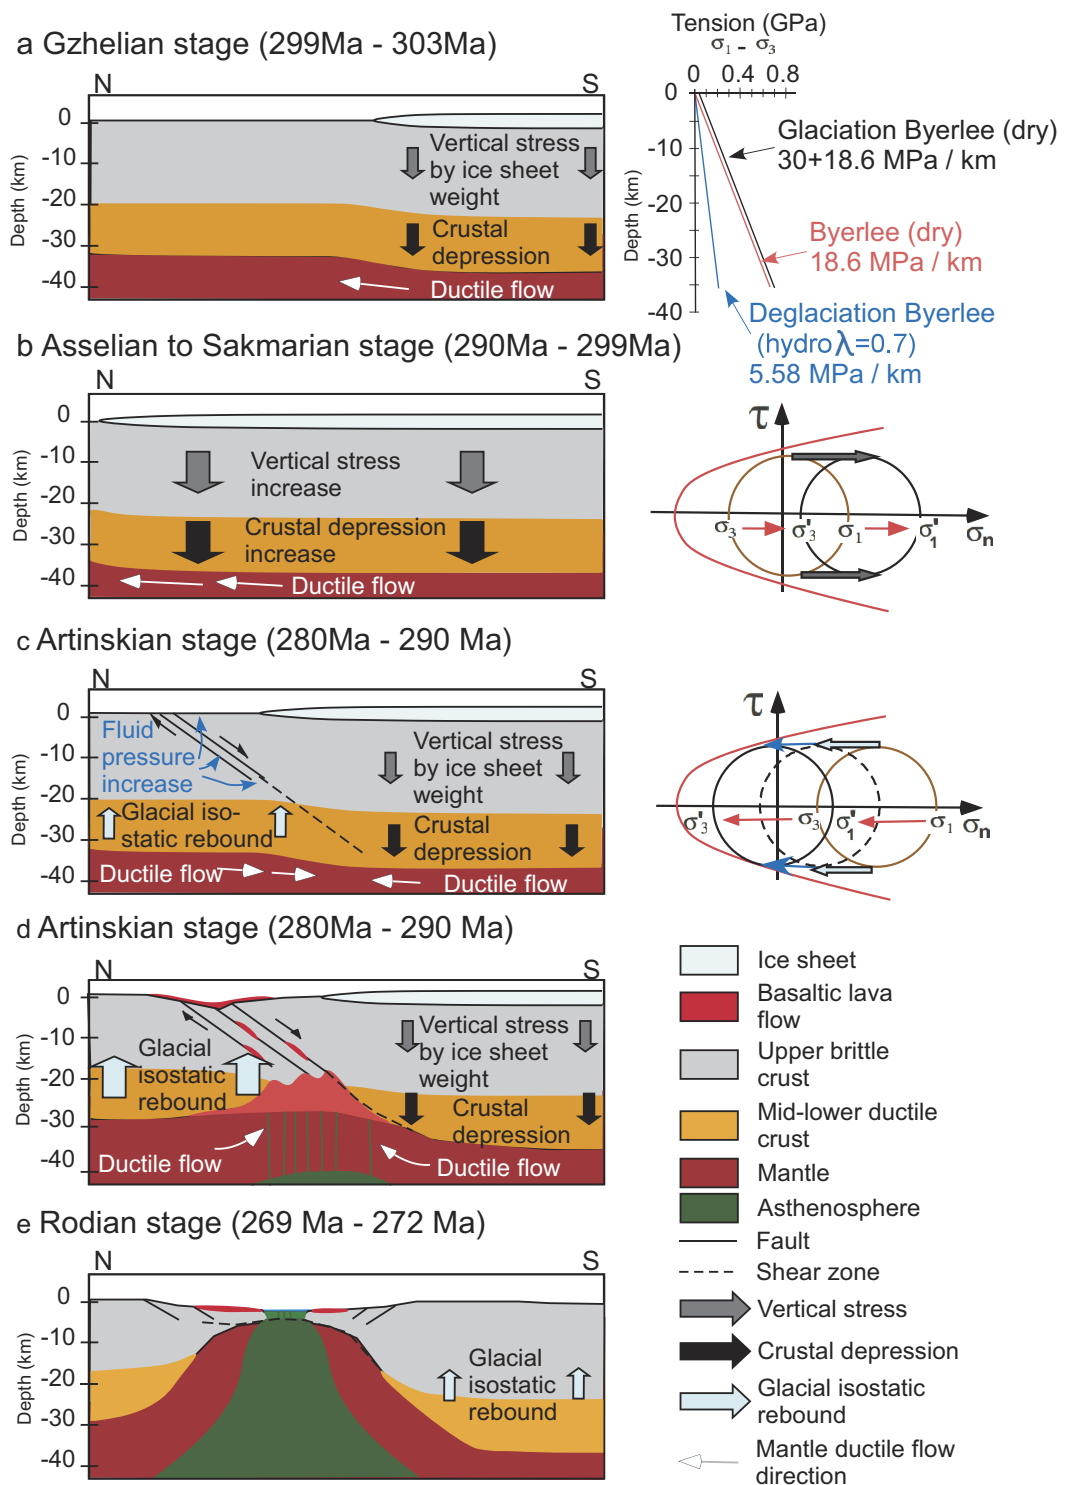 a Gzhelian stage (299Ma - 303Ma)
N
S
0
-10
-20
-30
-40
Depth (km)
Vertical stress
by ice sheet
weight
Crustal
depression
Ductile flow
Tension (GPa)
σ1 - σ3
0 0.4 0.8
0
-10
-20
-30
-40
Depth (km)
Glaciation Byerlee (dry)
30+18.6 MPa / km
Byerlee (dry)
18.6 MPa / km
Deglaciation Byerlee
(hydro λ=0.7)
5.58 MPa / km
b Asselian to Sakmarian stage (290Ma - 299Ma)
N
S
0
-10
-20
-30
-40
Depth (km)
Vertical stress
increase
Crustal depression
increase
Ductile flow
τ
σ3 σ'3 σ1 σ'1 σn
c Artinskian stage (280Ma - 290 Ma)
N
S
0
-10
-20
-30
-40
Depth (km)
Fluid
pressure
increase
Vertical stress
by ice sheet
weight
Glacial iso-
static rebound
Crustal
depression
Ductile flow
Ductile flow
τ
σ'3 σ3 σ'1 σ1 σn
d Artinskian stage (280Ma - 290 Ma)
N
S
0
-10
-20
-30
-40
Depth (km)
Glacial
isostatic
rebound
Vertical stress
by ice sheet
weight
Crustal
depression
Ductile flow
Ductile flow
e Rodian stage (269 Ma - 272 Ma)
N
S
0
-10
-20
-30
-40
Depth (km)
Glacial
isostatic
rebound
Ice sheet
Basaltic lava
flow
Upper brittle
crust
Mid-lower ductile
crust
Mantle
Asthenosphere
Fault
Shear zone
Vertical stress
Crustal depression
Glacial isostatic
rebound
Mantle ductile flow
direction